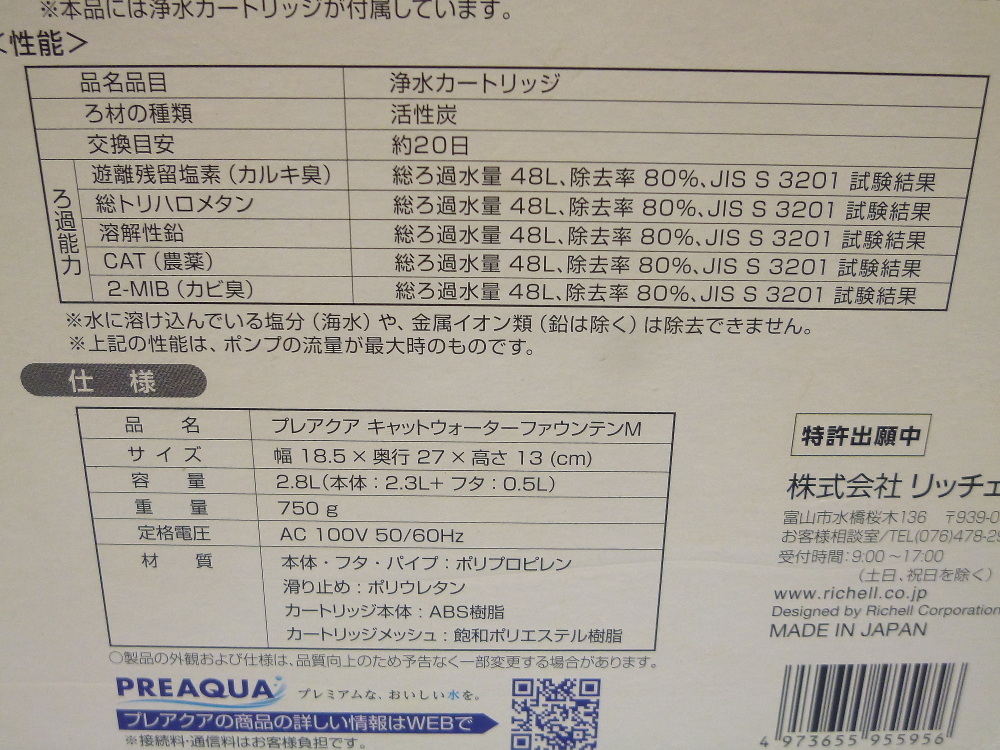 ※本品には浄水カートリッジが付属しています。
<性能>
品名品目 浄水カートリッジ
ろ材の種類 活性炭
交換目安 約20日
ろ過能力
遊離残留塩素(カルキ臭) 総ろ過水量 48L、除去率 80%、JIS S 3201 試験結果
総トリハロメタン 総ろ過水量 48L、除去率 80%、JIS S 3201 試験結果
溶解性鉛 総ろ過水量 48L、除去率 80%、JIS S 3201 試験結果
CAT(農薬) 総ろ過水量 48L、除去率 80%、JIS S 3201 試験結果
2-MIB(カビ臭) 総ろ過水量 48L、除去率 80%、JIS S 3201 試験結果
※水に溶け込んでいる塩分(海水)や、金属イオン類(鉛は除く)は除去できません。
※上記の性能は、ポンプの流量が最大時のものです。
仕様
品名 プレアクア キャットウォーターファウンテンM
サイズ 幅 18.5×奥行 27×高さ 13 (cm)
容量 2.8L(本体:2.3L+フタ:0.5L)
重量 750 g
定格電圧 AC 100V 50/60Hz
材質 本体・フタ・パイプ:ポリプロピレン
滑り止め:ポリウレタン
カートリッジ本体:ABS樹脂
カートリッジメッシュ:飽和ポリエステル樹脂
○製品の外観および仕様は、品質向上のため予告なく一部変更する場合があります。
PREAQUA プレミアムな、おいしい水を。
プレアクアの商品の詳しい情報はWEBで
※接続料・通信料はお客様負担です。
特許出願中
株式会社 リッチェ
富山市水橋桜木136 〒939-0
お客様相談室/TEL(076)478-29
受付時間:9:00~17:00
(土日、祝日を除く)
www.richell.co.jp
Designed by Richell Corporation
MADE IN JAPAN
4 973655 955956